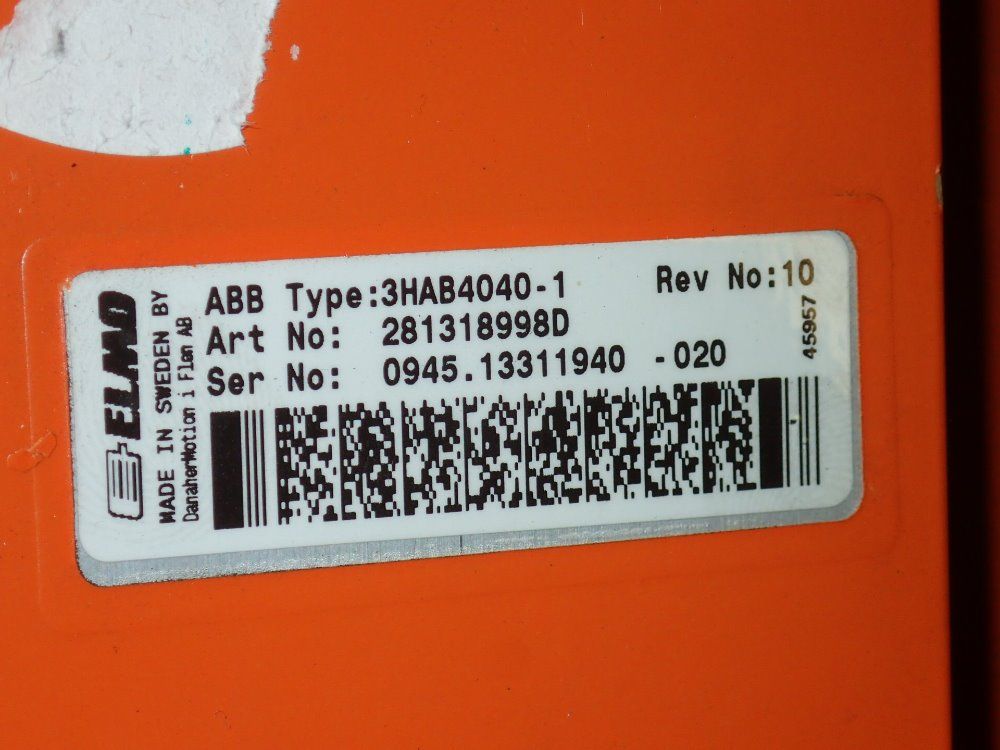 ELMO
MADE IN SWEDEN BY
DanaherMotion i Flen AB
ABB Type:3HAB4040-1 Rev No:10
Art No: 281318998D
Ser No: 0945.13311940 -020
45957